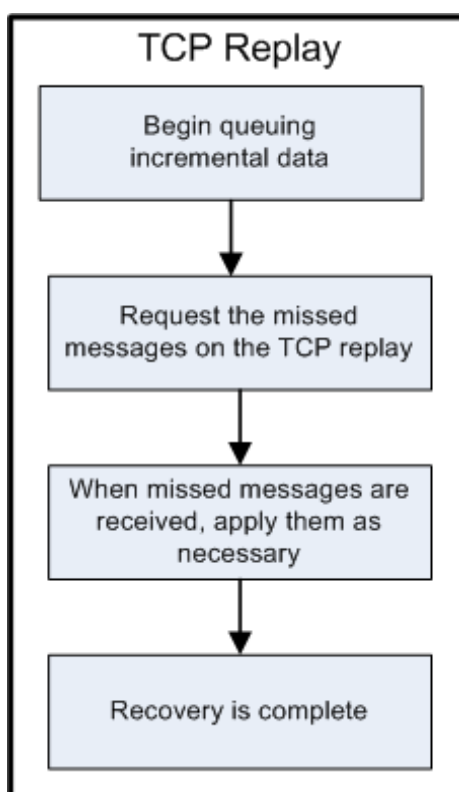 TCP Replay
Begin queuing
incremental data
Request the missed
messages on the TCP replay
When missed messages are
received, apply them as
necessary
Recovery is complete